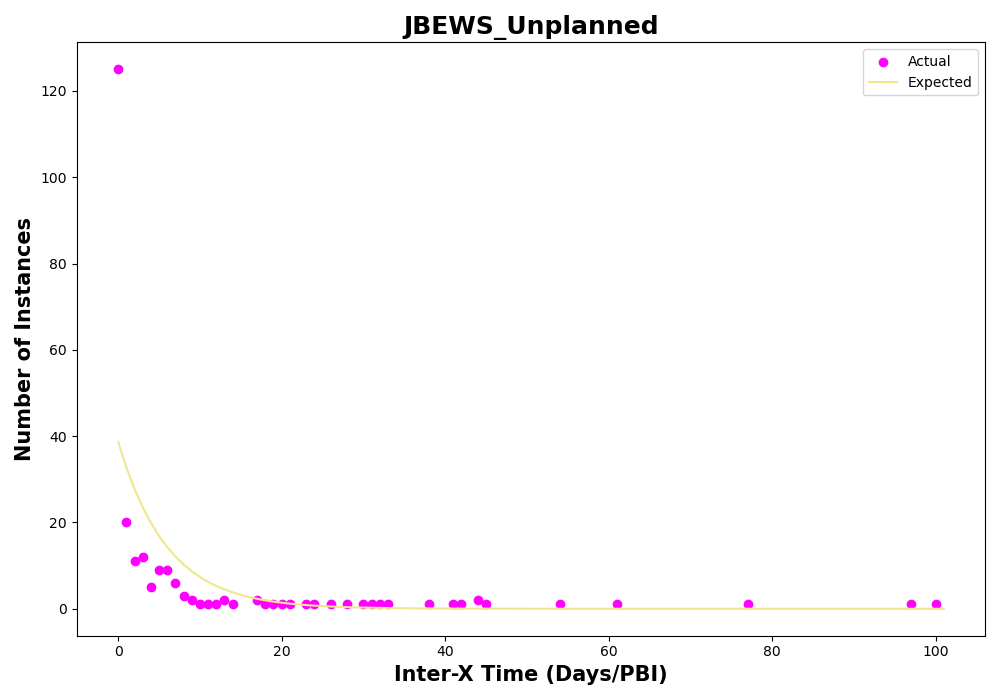 JBEWS_Unplanned
Actual
Expected
Number of Instances
120
100
80
60
40
20
0
0 20 40 60 80 100
Inter-X Time (Days/PBI)